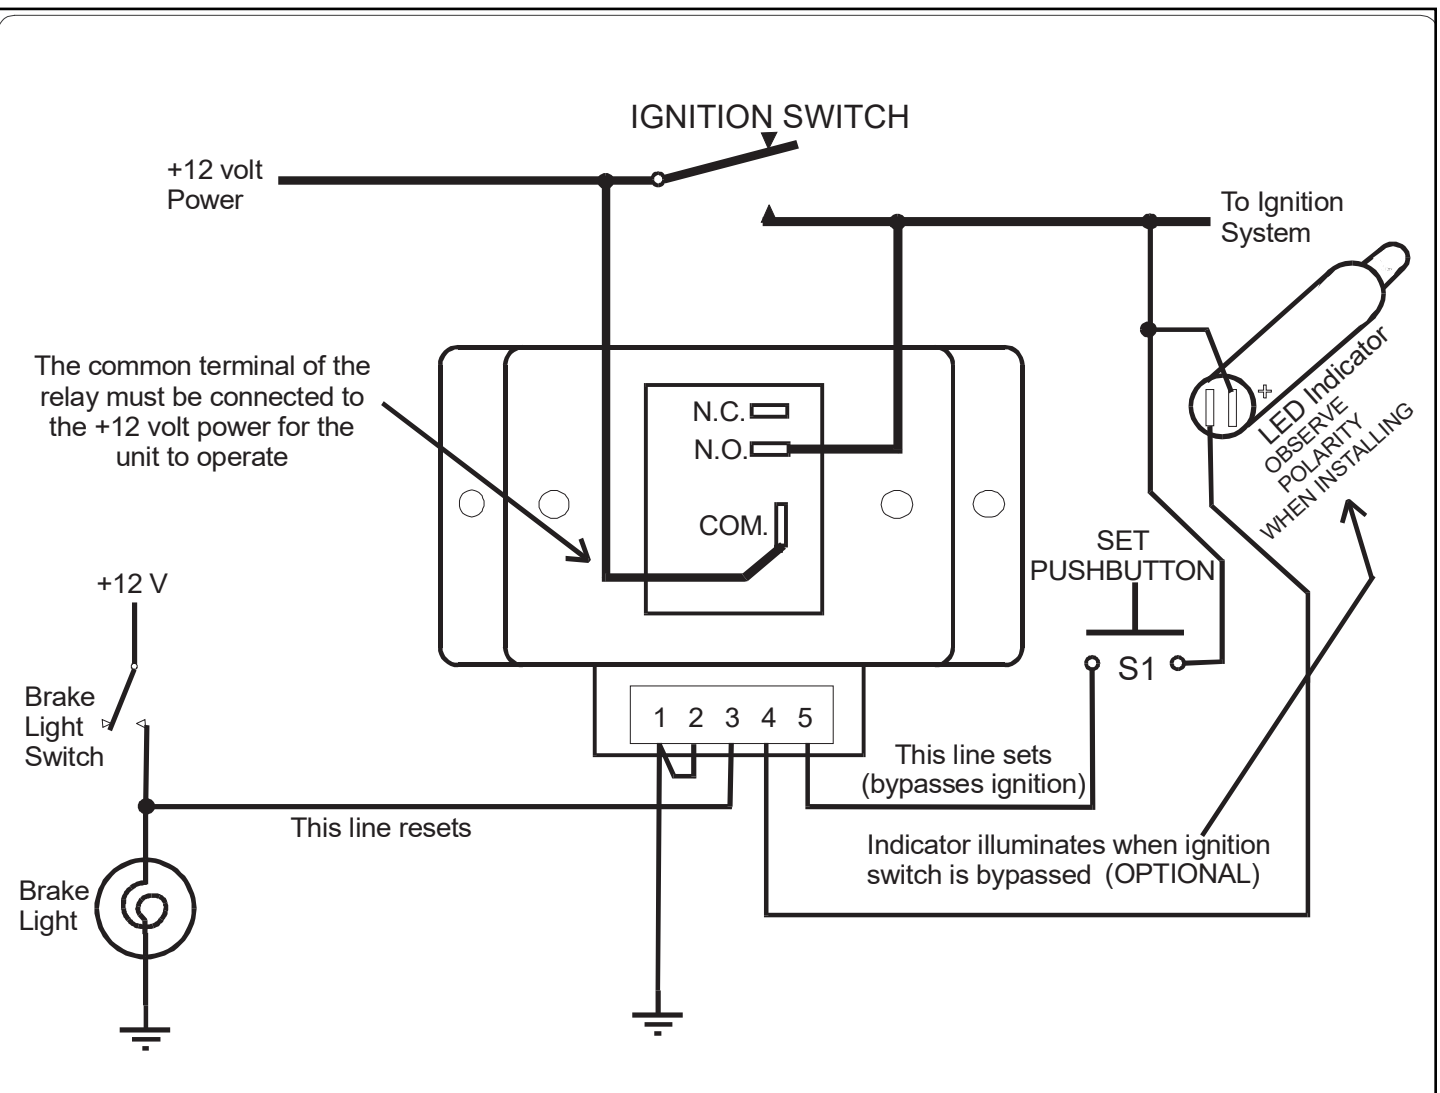 IGNITION SWITCH
+12 volt
Power
To Ignition
System
The common terminal of the
relay must be connected to
the +12 volt power for the
unit to operate
N.C.
N.O.
COM.
+
LED Indicator
OBSERVE
POLARITY
WHEN INSTALLING
SET
PUSHBUTTON
S1
+12 V
Brake
Light
Switch
1 2 3 4 5
This line sets
(bypasses ignition)
This line resets
Indicator illuminates when ignition
switch is bypassed (OPTIONAL)
Brake
Light